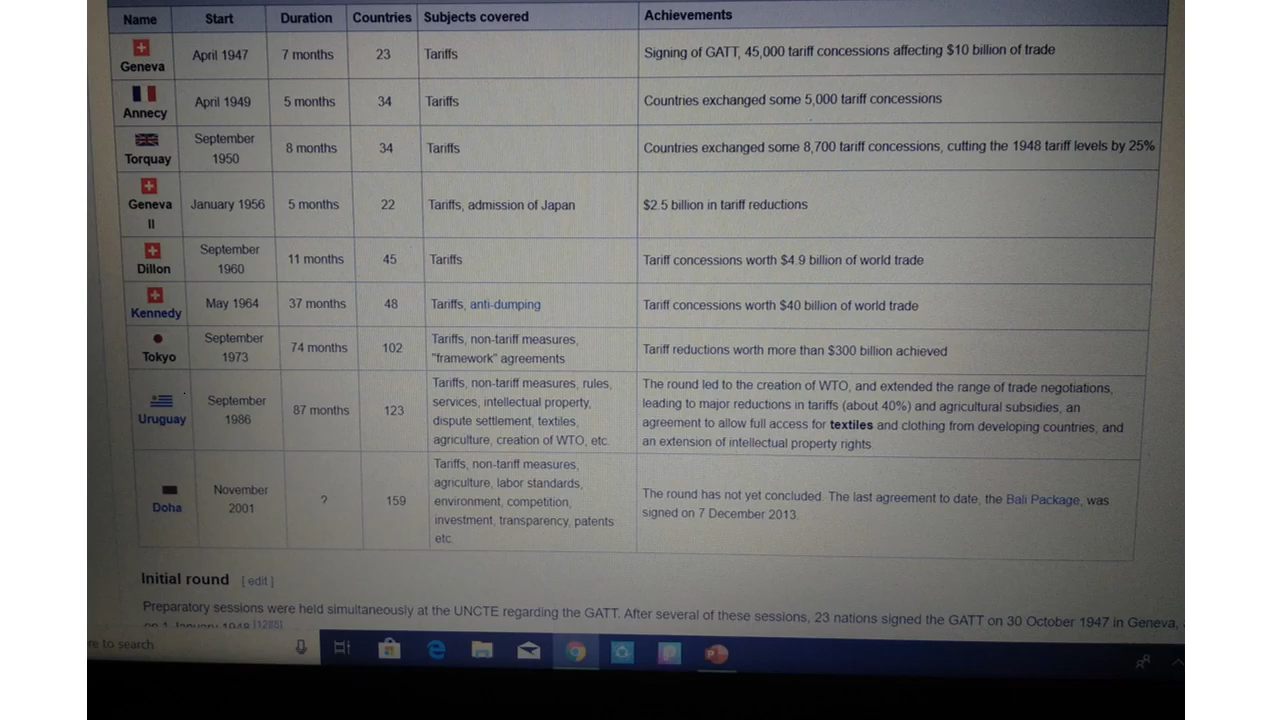 Name Start Duration Countries Subjects covered Achievements
Geneva April 1947 7 months 23 Tariffs Signing of GATT, 45,000 tariff concessions affecting $10 billion of trade
Annecy April 1949 5 months 34 Tariffs Countries exchanged some 5,000 tariff concessions
Torquay September
1950 8 months 34 Tariffs Countries exchanged some 8,700 tariff concessions, cutting the 1948 tariff levels by 25%
Geneva
II January 1956 5 months 22 Tariffs, admission of Japan $2.5 billion in tariff reductions
Dillon September
1960 11 months 45 Tariffs Tariff concessions worth $4.9 billion of world trade
Kennedy May 1964 37 months 48 Tariffs, anti-dumping Tariff concessions worth $40 billion of world trade
Tokyo September
1973 74 months 102 Tariffs, non-tariff measures,
"framework" agreements Tariff reductions worth more than $300 billion achieved
Uruguay September
1986 87 months 123 Tariffs, non-tariff measures, rules,
services, intellectual property,
dispute settlement, textiles,
agriculture, creation of WTO, etc.
The round led to the creation of WTO, and extended the range of trade negotiations,
leading to major reductions in tariffs (about 40%) and agricultural subsidies, an
agreement to allow full access for textiles and clothing from developing countries, and
an extension of intellectual property rights.
Doha November
2001 ? 159 Tariffs, non-tariff measures,
agriculture, labor standards,
environment, competition,
investment, transparency, patents
etc
The round has not yet concluded. The last agreement to date, the Bali Package, was
signed on 7 December 2013.
Initial round [edit]
Preparatory sessions were held simultaneously at the UNCTE regarding the GATT. After several of these sessions, 23 nations signed the GATT on 30 October 1947 in Geneva,
on 1 January 1948
re to search